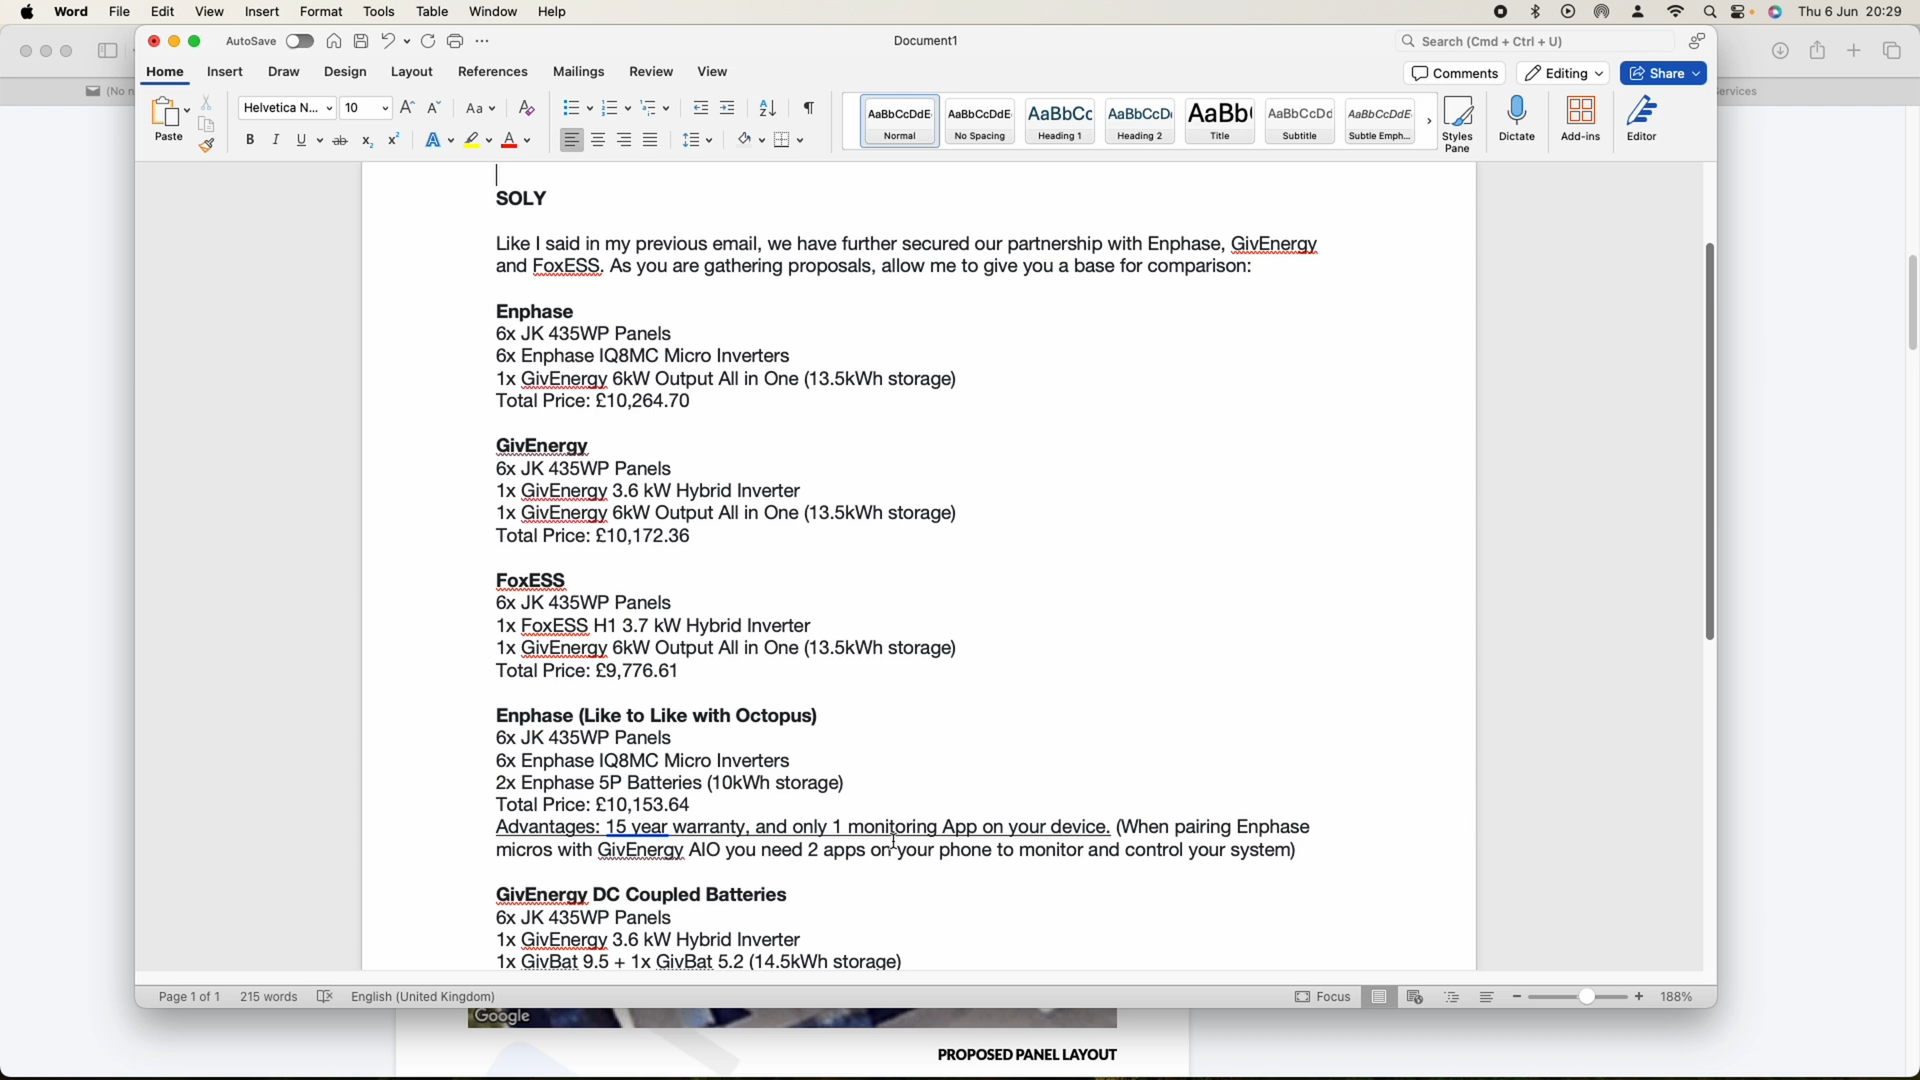 Word File Edit View Insert Format Tools Table Window Help Thu 6 Jun 20:29
AutoSave Document1 Search (Cmd + Ctrl + U)
Home Insert Draw Design Layout References Mailings Review View Comments Editing Share
(No n
ervices
Paste Helvetica N... 10 Aa
AaBbCcDdE Normal
AaBbCcDdE No Spacing
AaBbCc Heading 1
AaBbCcD Heading 2
AaBb Title
AaBbCcDd Subtitle
AaBbCcDdE Subtle Emph...
Styles Pane
Dictate
Add-ins
Editor
SOLY
Like I said in my previous email, we have further secured our partnership with Enphase, GivEnergy
and FoxESS. As you are gathering proposals, allow me to give you a base for comparison:
Enphase
6x JK 435WP Panels
6x Enphase IQ8MC Micro Inverters
1x GivEnergy 6kW Output All in One (13.5kWh storage)
Total Price: £10,264.70
GivEnergy
6x JK 435WP Panels
1x GivEnergy 3.6 kW Hybrid Inverter
1x GivEnergy 6kW Output All in One (13.5kWh storage)
Total Price: £10,172.36
FoxESS
6x JK 435WP Panels
1x FoxESS H1 3.7 kW Hybrid Inverter
1x GivEnergy 6kW Output All in One (13.5kWh storage)
Total Price: £9,776.61
Enphase (Like to Like with Octopus)
6x JK 435WP Panels
6x Enphase IQ8MC Micro Inverters
2x Enphase 5P Batteries (10kWh storage)
Total Price: £10,153.64
Advantages: 15 year warranty, and only 1 monitoring App on your device. (When pairing Enphase
micros with GivEnergy AIO you need 2 apps on your phone to monitor and control your system)
GivEnergy DC Coupled Batteries
6x JK 435WP Panels
1x GivEnergy 3.6 kW Hybrid Inverter
1x GivBat 9.5 + 1x GivBat 5.2 (14.5kWh storage)
Page 1 of 1 215 words English (United Kingdom) Focus 188%
Google
PROPOSED PANEL LAYOUT